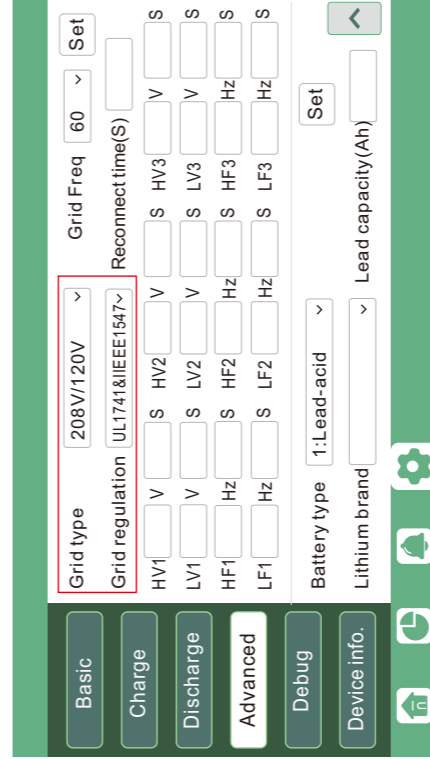 Basic
Charge
Discharge
Advanced
Debug
Device info.
Grid type 208V/120V Grid Freq 60 Set
Grid regulation UL1741&IIEEE1547 Reconnect time(S)
HV1 V S HV2 V S HV3 V S
LV1 V S LV2 V S LV3 V S
HF1 Hz S HF2 Hz S HF3 Hz S
LF1 Hz S LF2 Hz S LF3 Hz S
Battery type 1:Lead-acid Set
Lithium brand Lead capacity(Ah)